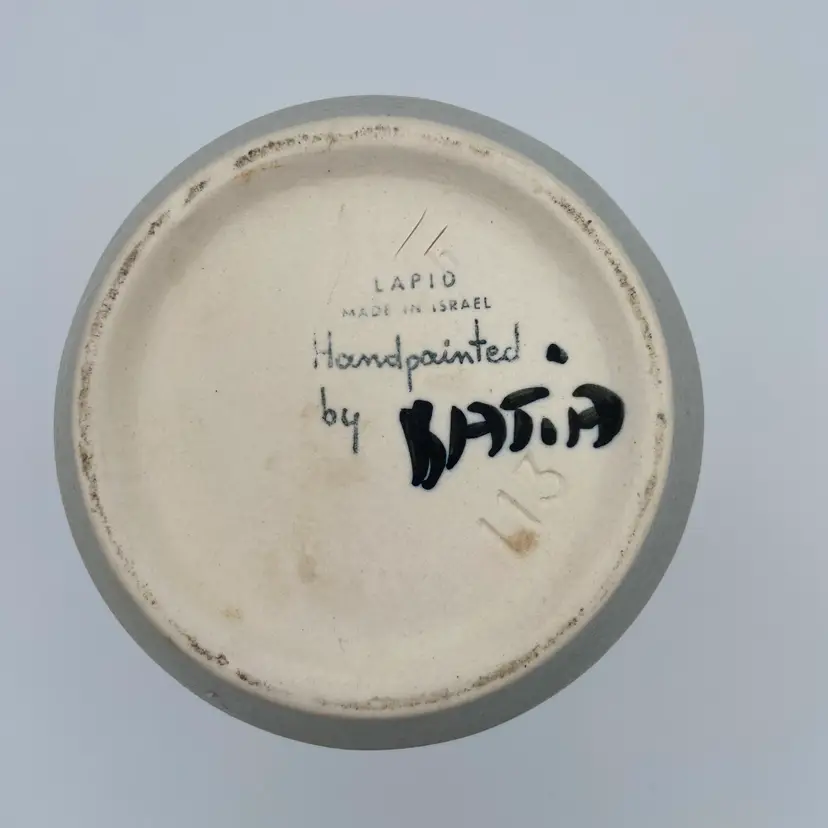 LAPID
MADE IN ISRAEL
Handpainted
by BATIA
113